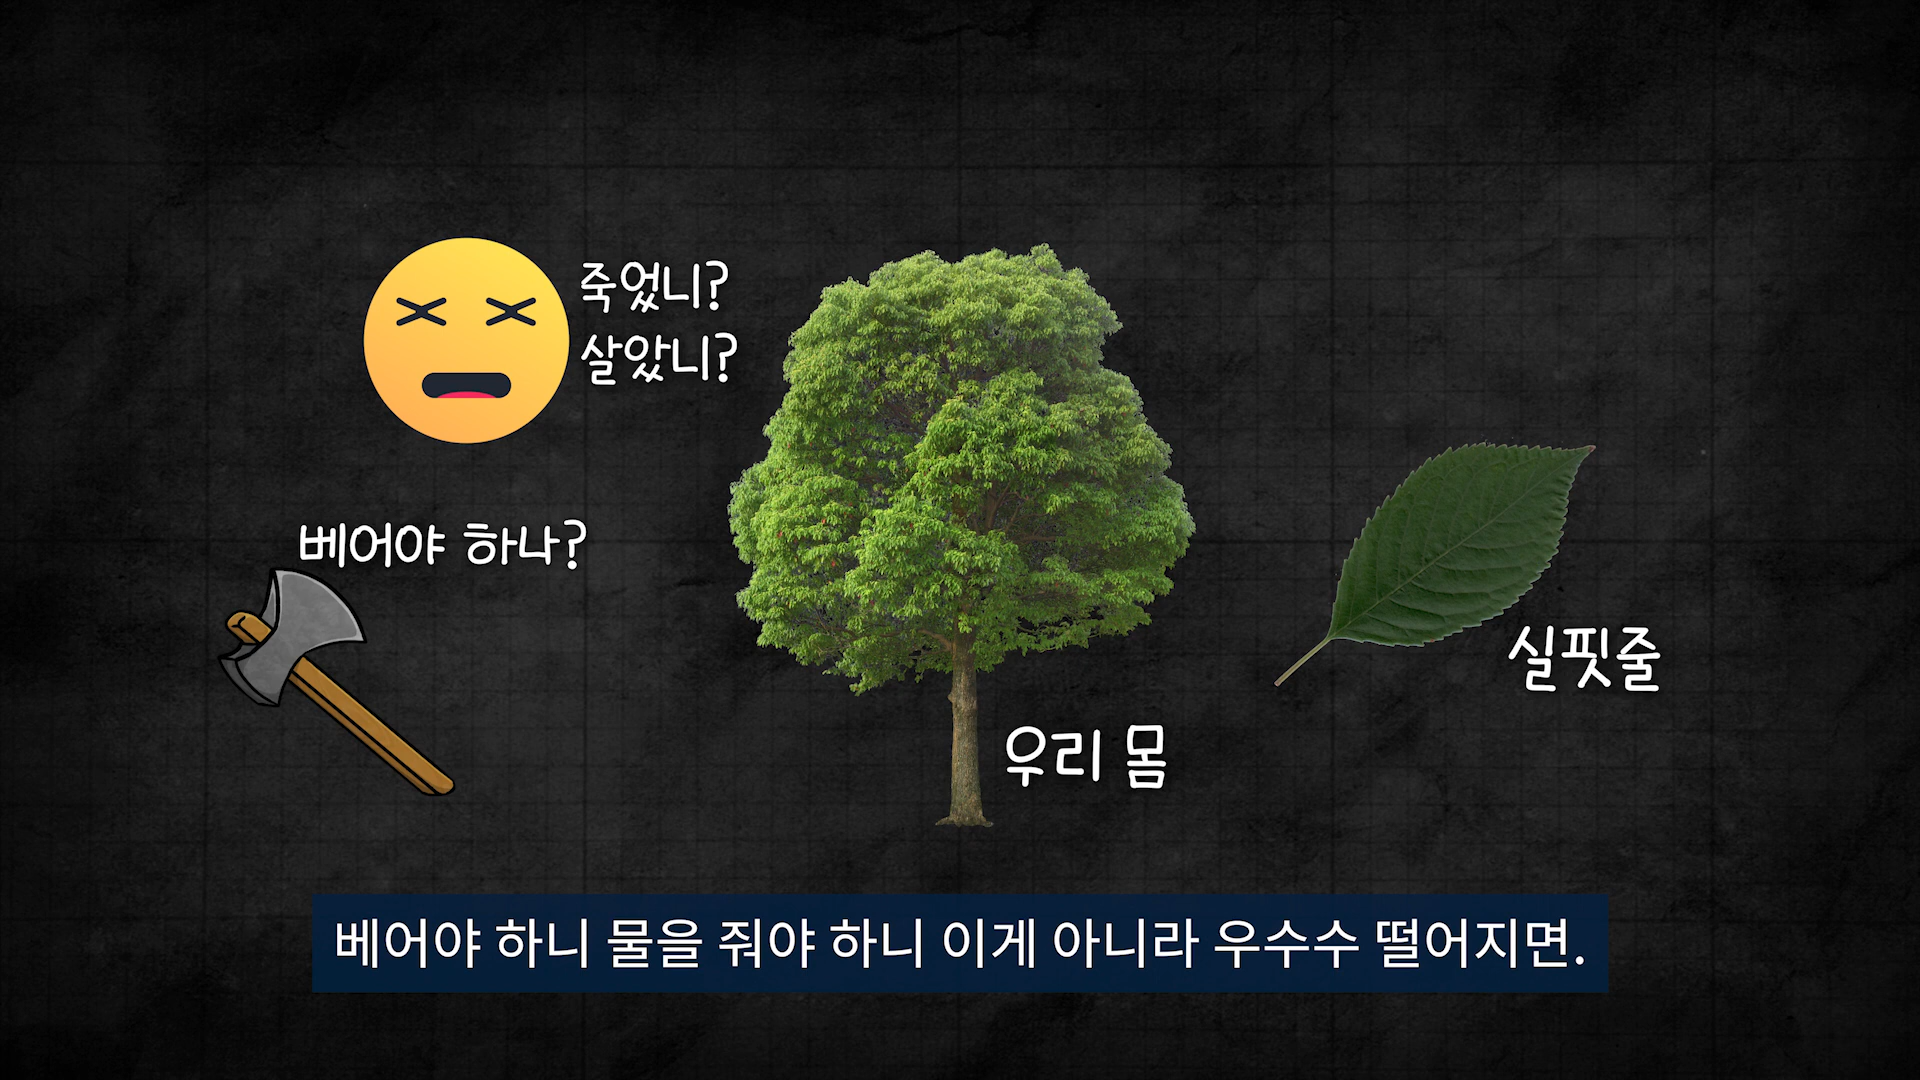 죽었니?
살았니?
베어야 하나?
실핏줄
우리 몸
베어야 하니 물을 줘야 하니 이게 아니라 우수수 떨어지면.